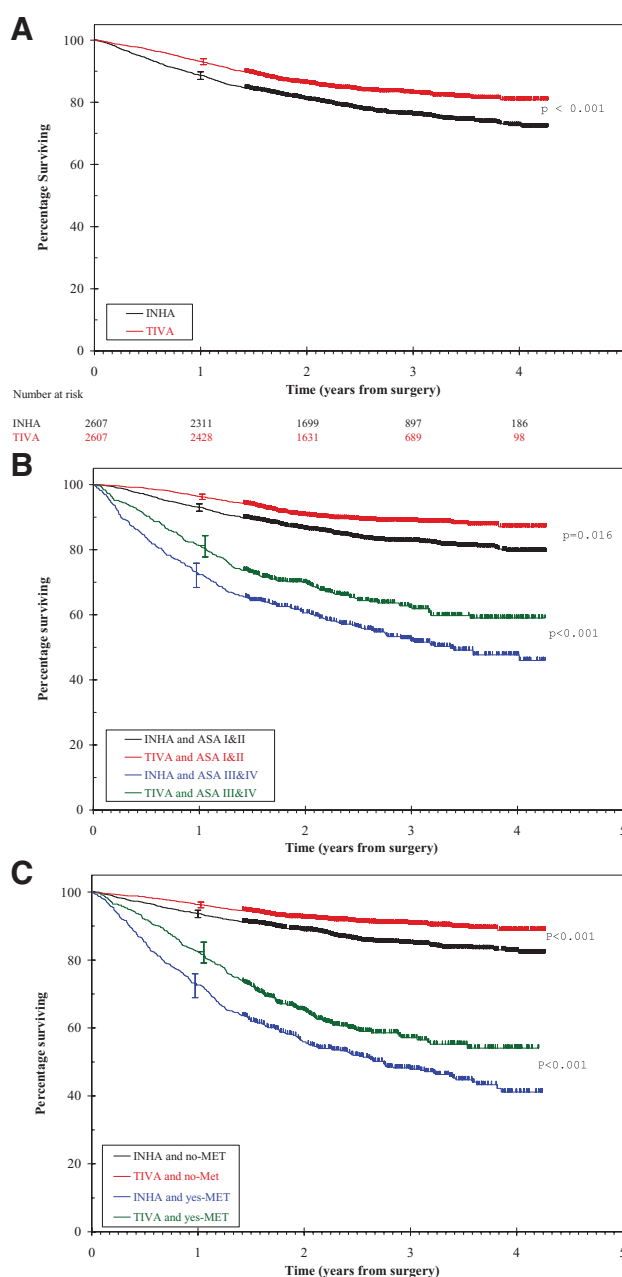 A
100
80
60
40
20
0
Percentage Surviving
p < 0.001
INHA
TIVA
0 1 2 3 4
Time (years from surgery)
Number at risk
INHA 2607 2311 1699 897 186
TIVA 2607 2428 1631 689 98
B
100
80
60
40
20
0
Percentage surviving
p=0.016
p<0.001
INHA and ASA I&II
TIVA and ASA I&II
INHA and ASA III&IV
TIVA and ASA III&IV
0 1 2 3 4 5
Time (years from surgery)
C
100
80
60
40
20
0
Percentage surviving
P<0.001
P<0.001
INHA and no-MET
TIVA and no-Met
INHA and yes-MET
TIVA and yes-MET
0 1 2 3 4 5
Time (years from surgery)